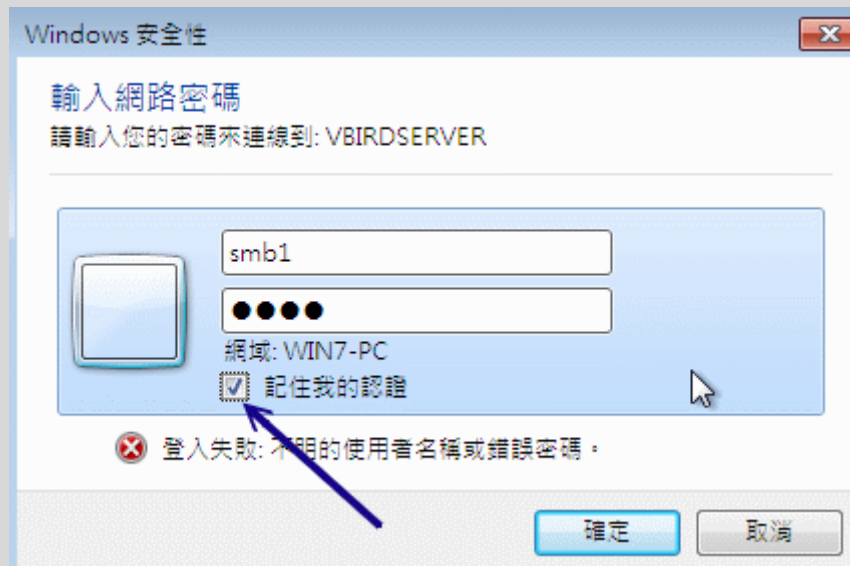 Windows 安全性
輸入網路密碼
請輸入您的密碼來連線到: VBIRDSERVER
smb1
●●●●
網域: WIN7-PC
記住我的認證
登入失敗: 不明的使用者名稱或錯誤密碼。
確定
取消